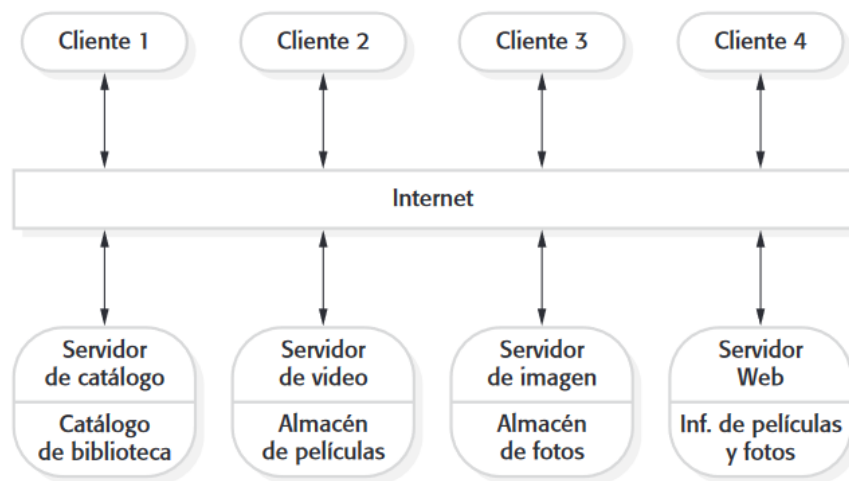 Cliente 1
Cliente 2
Cliente 3
Cliente 4
Internet
Servidor
de catálogo
Catálogo
de biblioteca
Servidor
de video
Almacén
de películas
Servidor
de imagen
Almacén
de fotos
Servidor
Web
Inf. de películas
y fotos